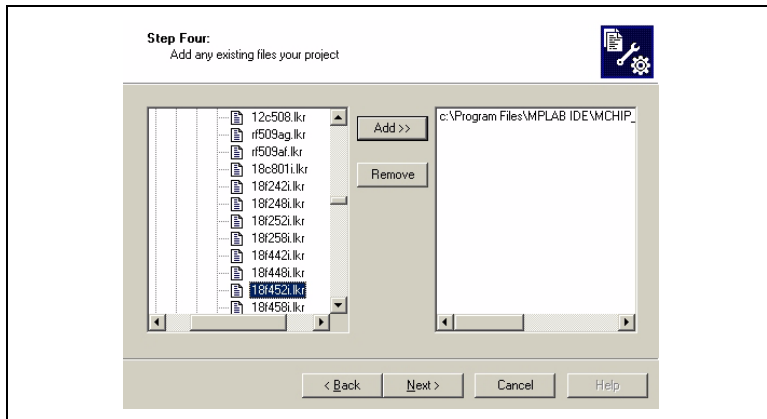 Step Four:
Add any existing files your project
12c508.lkr
rf509ag.lkr
rf509af.lkr
18c801i.lkr
18f242i.lkr
18f248i.lkr
18f252i.lkr
18f258i.lkr
18f442i.lkr
18f448i.lkr
18f452i.lkr
18f458i.lkr
Add >>
Remove
c:\Program Files\MPLAB IDE\MCHIP_
< Back
Next >
Cancel
Help